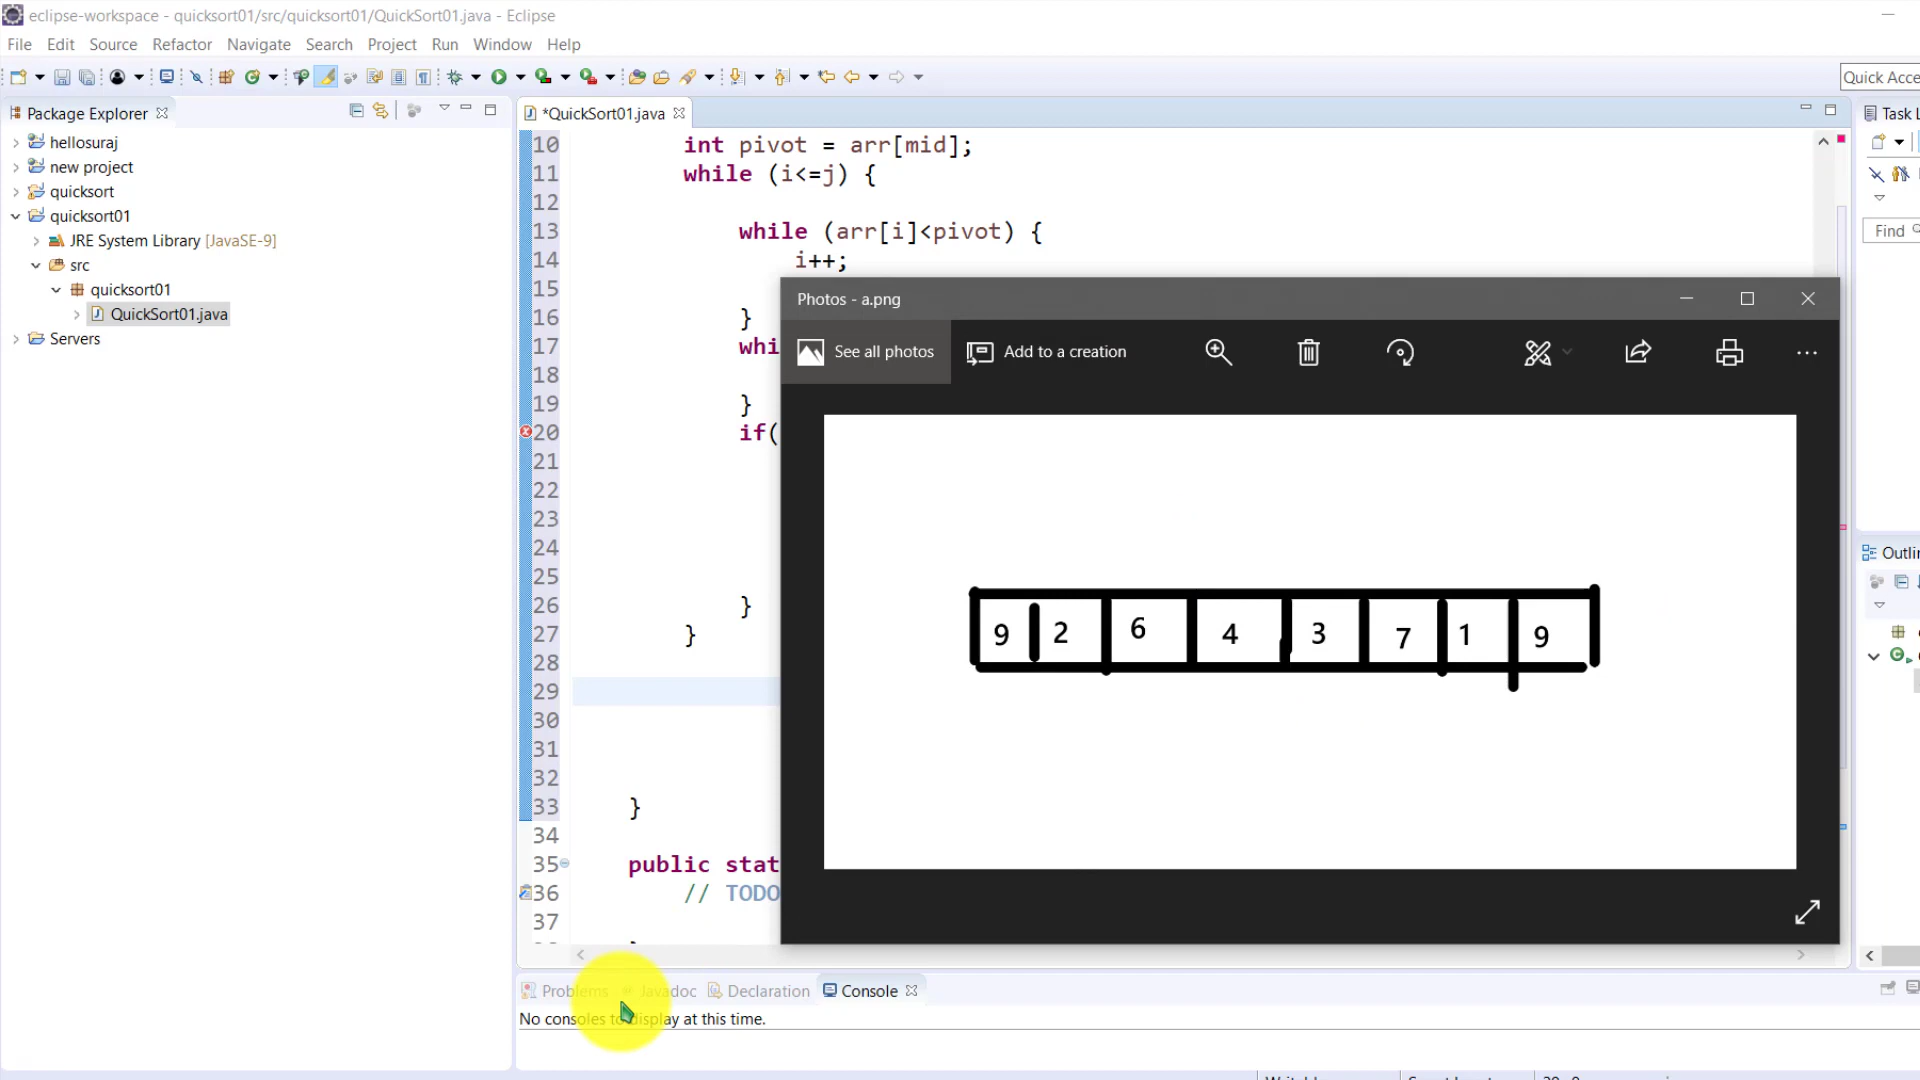 eclipse-workspace - quicksort01/src/quicksort01/QuickSort01.java - Eclipse
File Edit Source Refactor Navigate Search Project Run Window Help
Quick Acce
Package Explorer
hellosuraj
new project
quicksort
quicksort01
JRE System Library [JavaSE-9]
src
quicksort01
QuickSort01.java
Servers
*QuickSort01.java
10 int pivot = arr[mid];
11 while (i<=j) {
12
13 while (arr[i]<pivot) {
14 i++;
15
16 }
17 whi
18
19 }
20 if(
21
22
23
24
25
26 }
27 }
28
29
30
31
32
33 }
34
35 public stat
36 // TODO
37
Photos - a.png
See all photos
Add to a creation
9 2 6 4 3 7 1 9
Problems Javadoc Declaration Console
No consoles to display at this time.
Task L
Find
Outlin